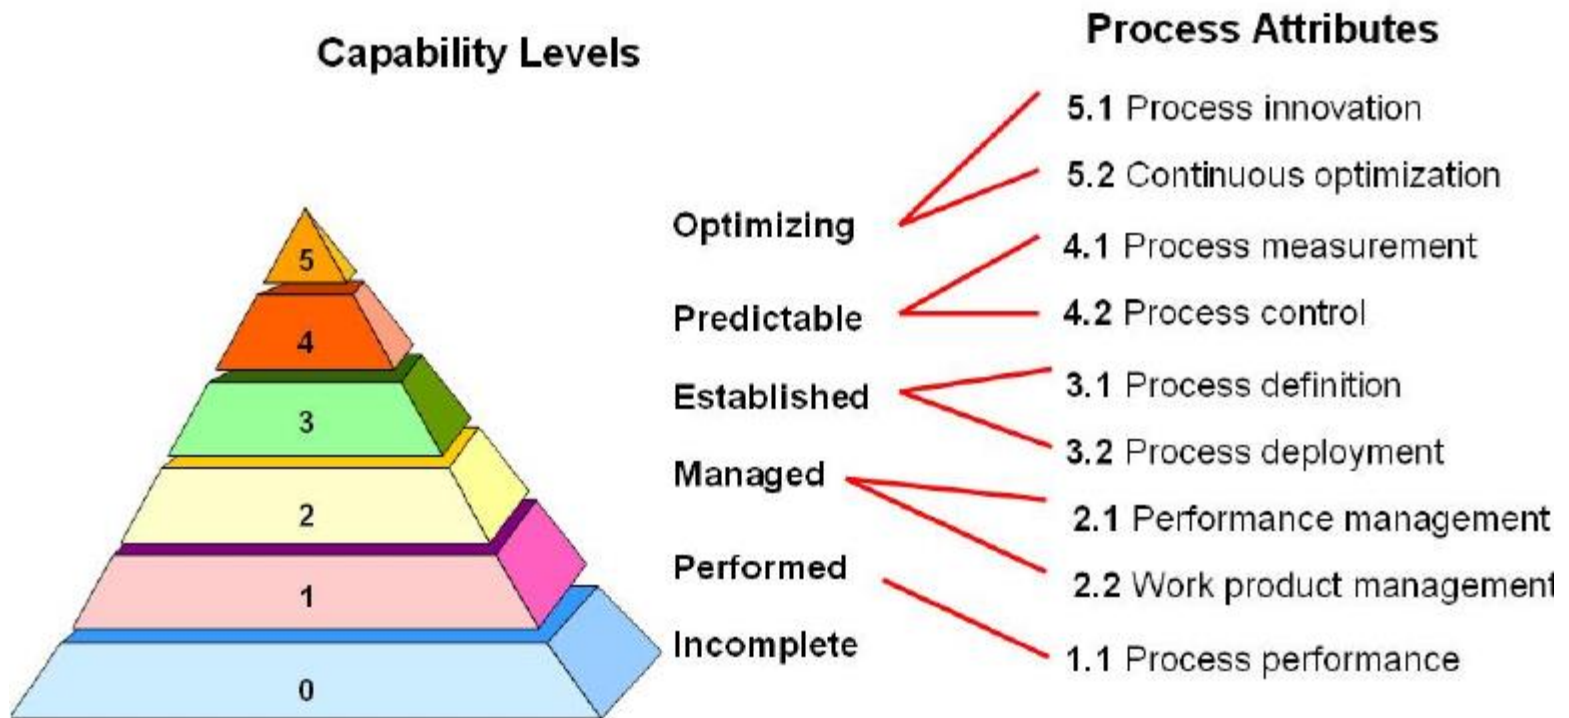 Capability Levels
5
4
3
2
1
0
Optimizing
Predictable
Established
Managed
Performed
Incomplete
Process Attributes
5.1 Process innovation
5.2 Continuous optimization
4.1 Process measurement
4.2 Process control
3.1 Process definition
3.2 Process deployment
2.1 Performance management
2.2 Work product management
1.1 Process performance